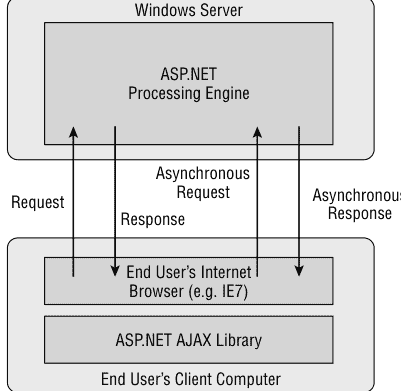 Windows Server
ASP.NET
Processing Engine
Asynchronous
Request
Request
Response
Asynchronous
Response
End User's Internet
Browser (e.g. IE7)
ASP.NET AJAX Library
End User's Client Computer